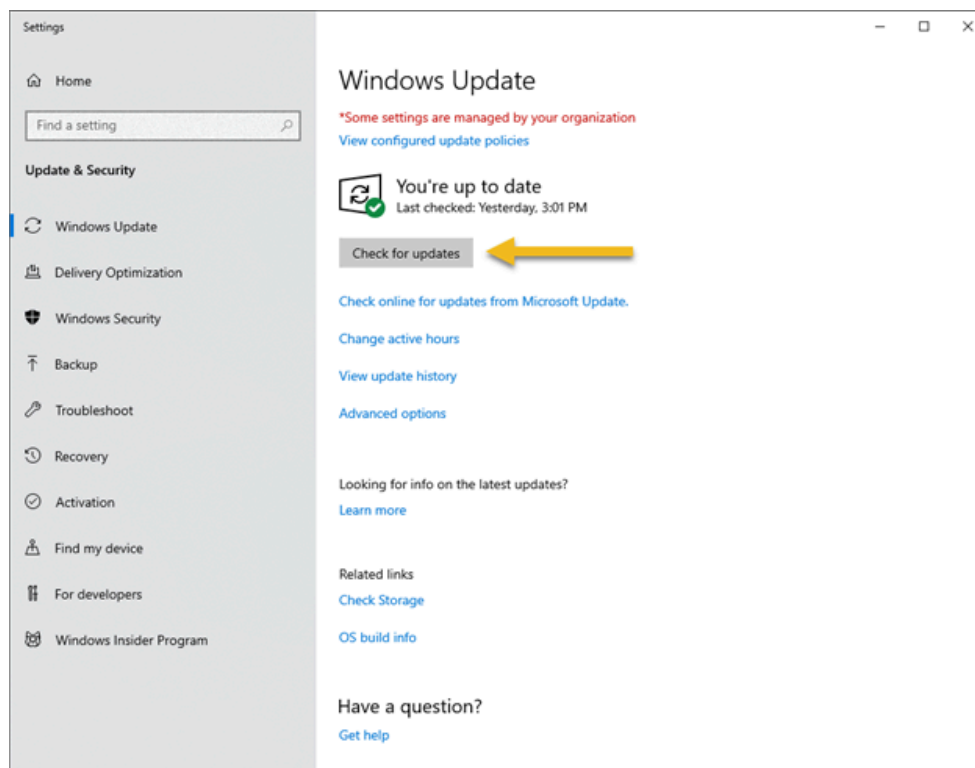 Settings
Home
Find a setting
Update & Security
Windows Update
Delivery Optimization
Windows Security
Backup
Troubleshoot
Recovery
Activation
Find my device
For developers
Windows Insider Program
Windows Update
*Some settings are managed by your organization
View configured update policies
You're up to date
Last checked: Yesterday, 3:01 PM
Check for updates
Check online for updates from Microsoft Update.
Change active hours
View update history
Advanced options
Looking for info on the latest updates?
Learn more
Related links
Check Storage
OS build info
Have a question?
Get help